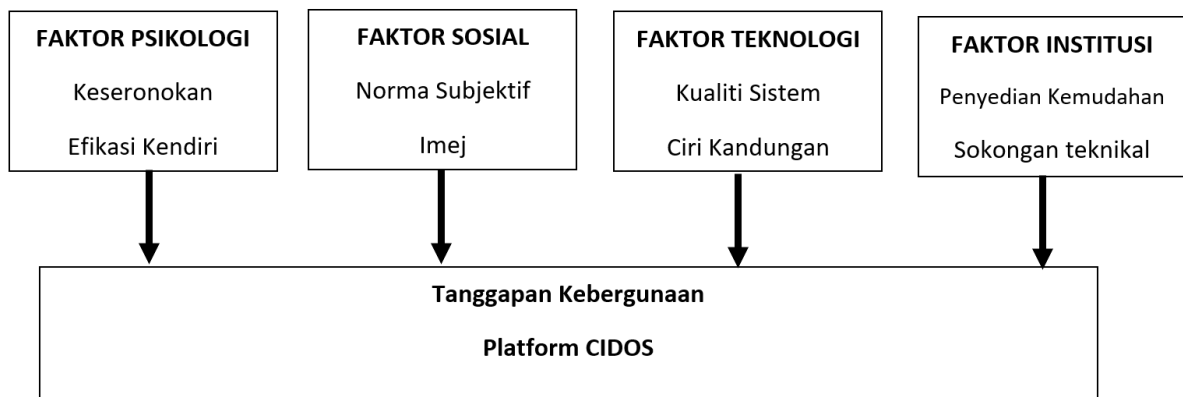 FAKTOR PSIKOLOGI
Keseronokan
Efikasi Kendiri
FAKTOR SOSIAL
Norma Subjektif
Imej
FAKTOR TEKNOLOGI
Kualiti Sistem
Ciri Kandungan
FAKTOR INSTITUSI
Penyedian Kemudahan
Sokongan teknikal
Tanggapan Kebergunaan
Platform CIDOS